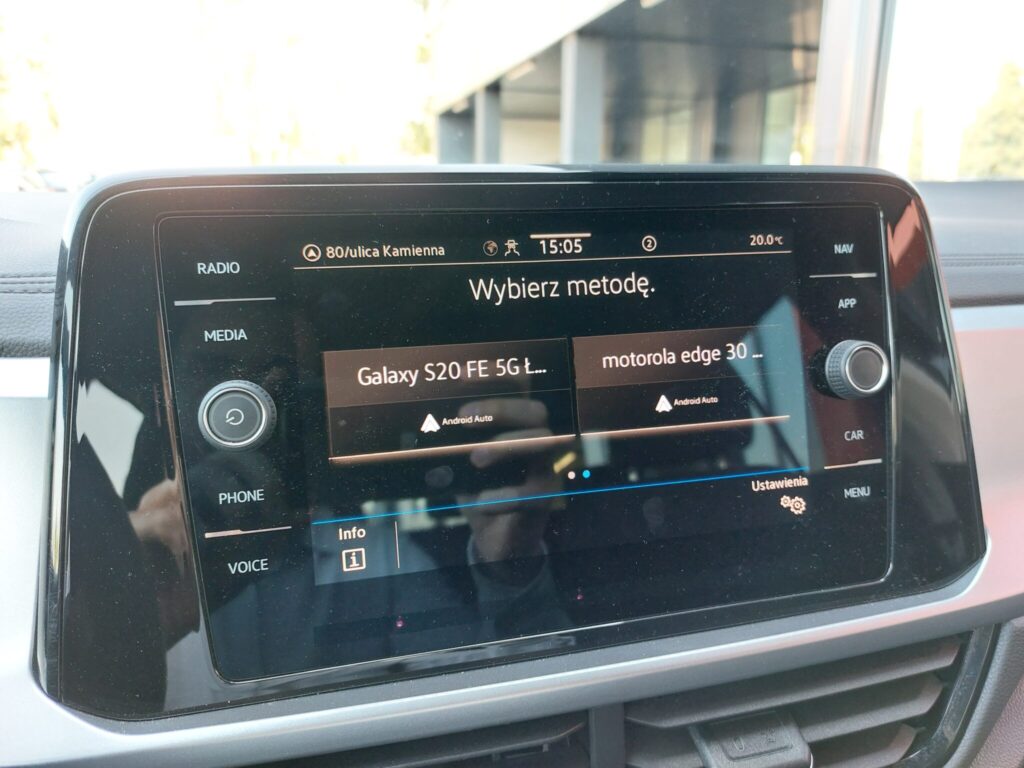 80/ulica Kamienna
15:05
2
20.0°C
RADIO
MEDIA
PHONE
VOICE
Wybierz metodę.
Galaxy S20 FE 5G Ł...
Android Auto
motorola edge 30 ...
Android Auto
Info
i
Ustawienia
NAV
APP
CAR
MENU